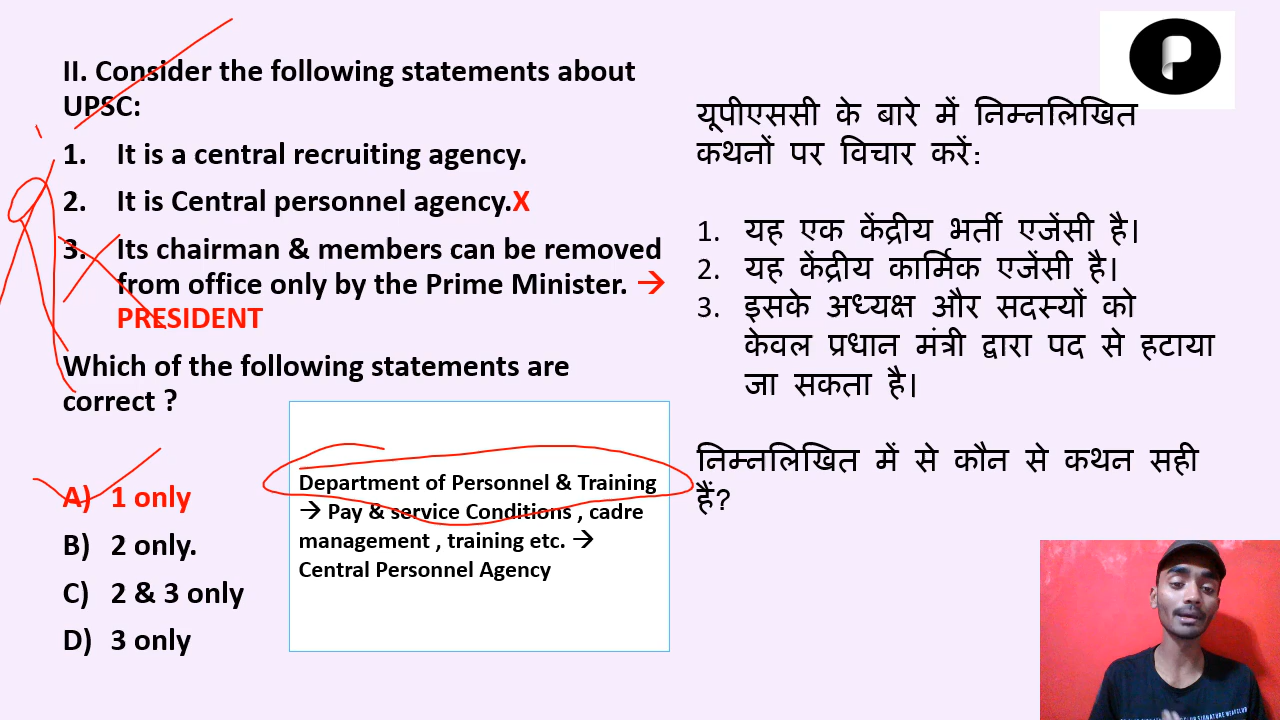 II. Consider the following statements about
UPSC:
1. It is a central recruiting agency.
2. It is Central personnel agency.X
3. Its chairman & members can be removed
from office only by the Prime Minister. →
PRESIDENT
Which of the following statements are
correct ?
A) 1 only
B) 2 only.
C) 2 & 3 only
D) 3 only
Department of Personnel & Training
→ Pay & service Conditions , cadre
management , training etc. →
Central Personnel Agency
P
यूपीएससी के बारे में निम्नलिखित
कथनों पर विचार करें:
1. यह एक केंद्रीय भर्ती एजेंसी है।
2. यह केंद्रीय कार्मिक एजेंसी है।
3. इसके अध्यक्ष और सदस्यों को
केवल प्रधान मंत्री द्वारा पद से हटाया
जा सकता है।
निम्नलिखित में से कौन से कथन सही
हैं?